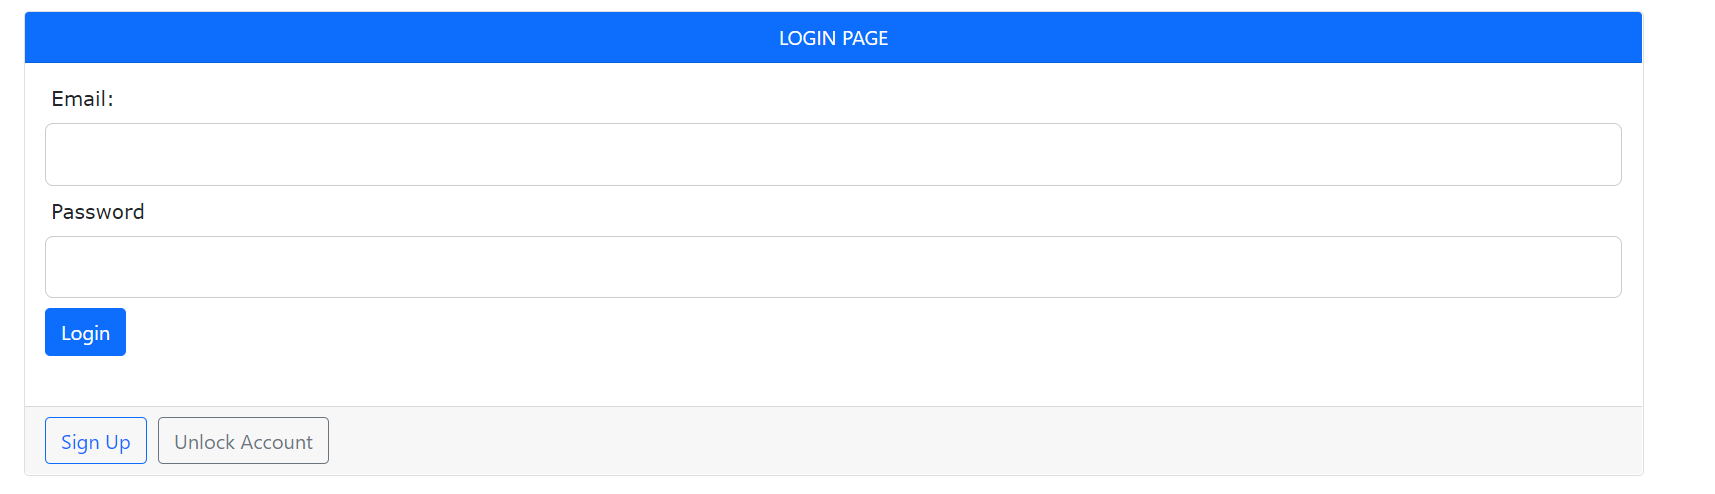 LOGIN PAGE
Email:
Password
Login
Sign Up Unlock Account